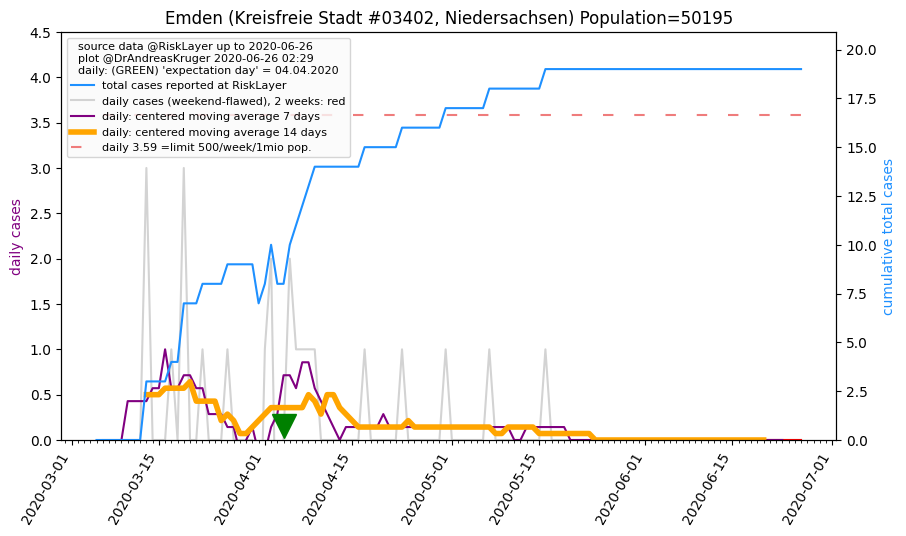 Emden (Kreisfreie Stadt #03402, Niedersachsen) Population=50195
source data @RiskLayer up to 2020-06-26
plot @DrAndreasKruger 2020-06-26 02:29
daily: (GREEN) 'expectation day' = 04.04.2020
total cases reported at RiskLayer
daily cases (weekend-flawed), 2 weeks: red
daily: centered moving average 7 days
daily: centered moving average 14 days
daily 3.59 =limit 500/week/1mio pop.
daily cases
4.5
4.0
3.5
3.0
2.5
2.0
1.5
1.0
0.5
0.0
cumulative total cases
20.0
17.5
15.0
12.5
10.0
7.5
5.0
2.5
0.0
2020-03-01
2020-03-15
2020-04-01
2020-04-15
2020-05-01
2020-05-15
2020-06-01
2020-06-15
2020-07-01